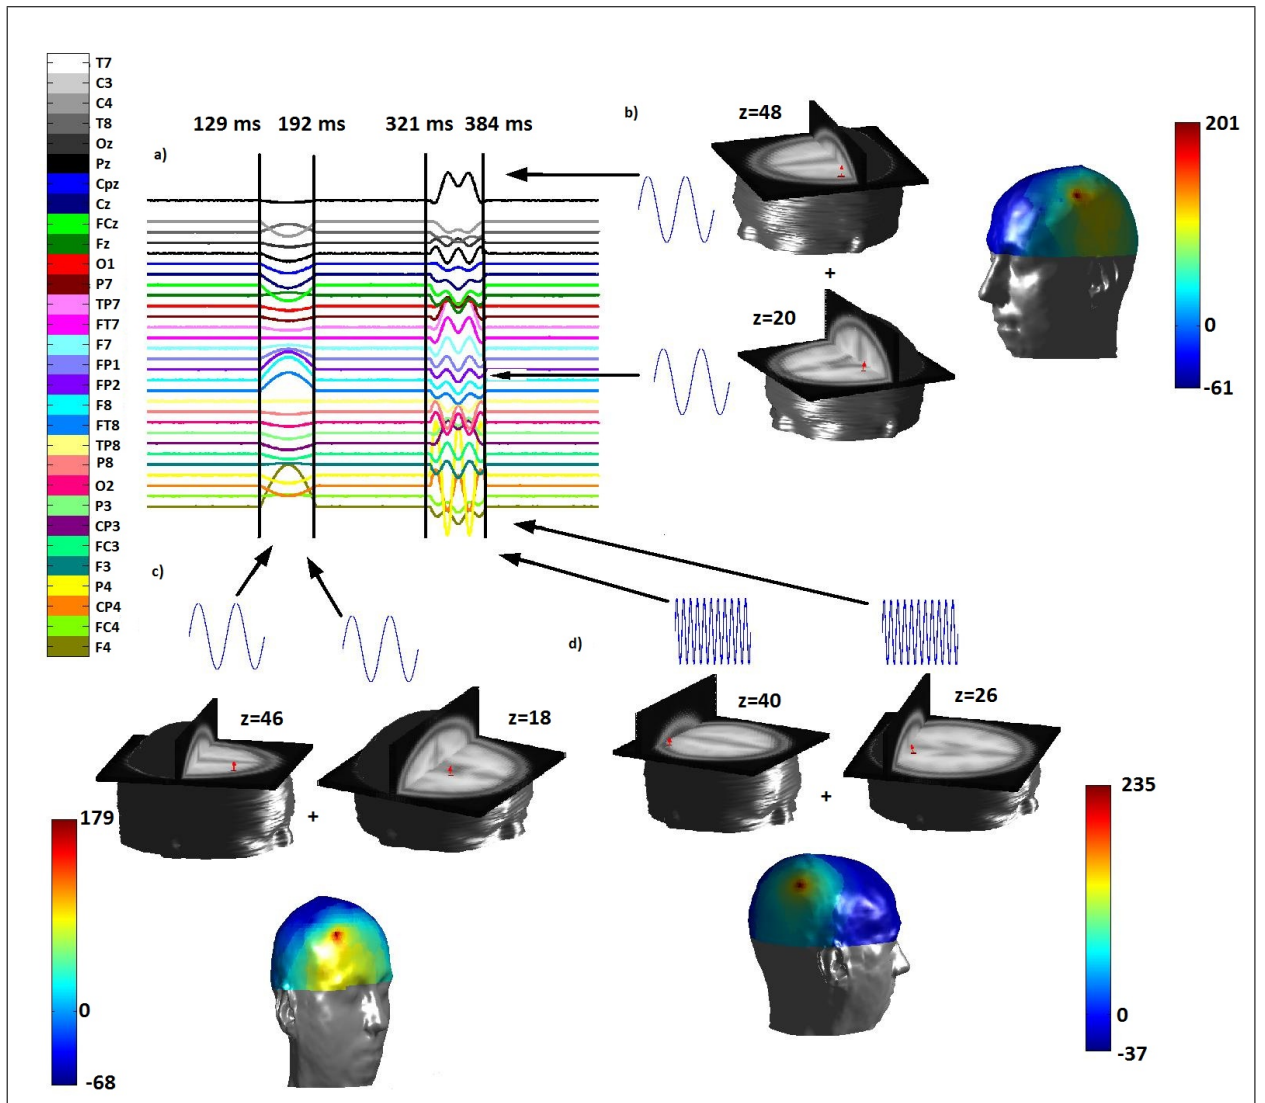 T7
C3
C4
T8
Oz
Pz
Cpz
Cz
FCz
Fz
O1
P7
TP7
FT7
F7
FP1
FP2
F8
FT8
TP8
P8
O2
P3
CP3
FC3
F3
P4
CP4
FC4
F4
129 ms 192 ms 321 ms 384 ms
a)
b)
z=48
+
z=20
201
0
-61
c)
z=46
+
z=18
179
0
-68
d)
z=40
+
z=26
235
0
-37